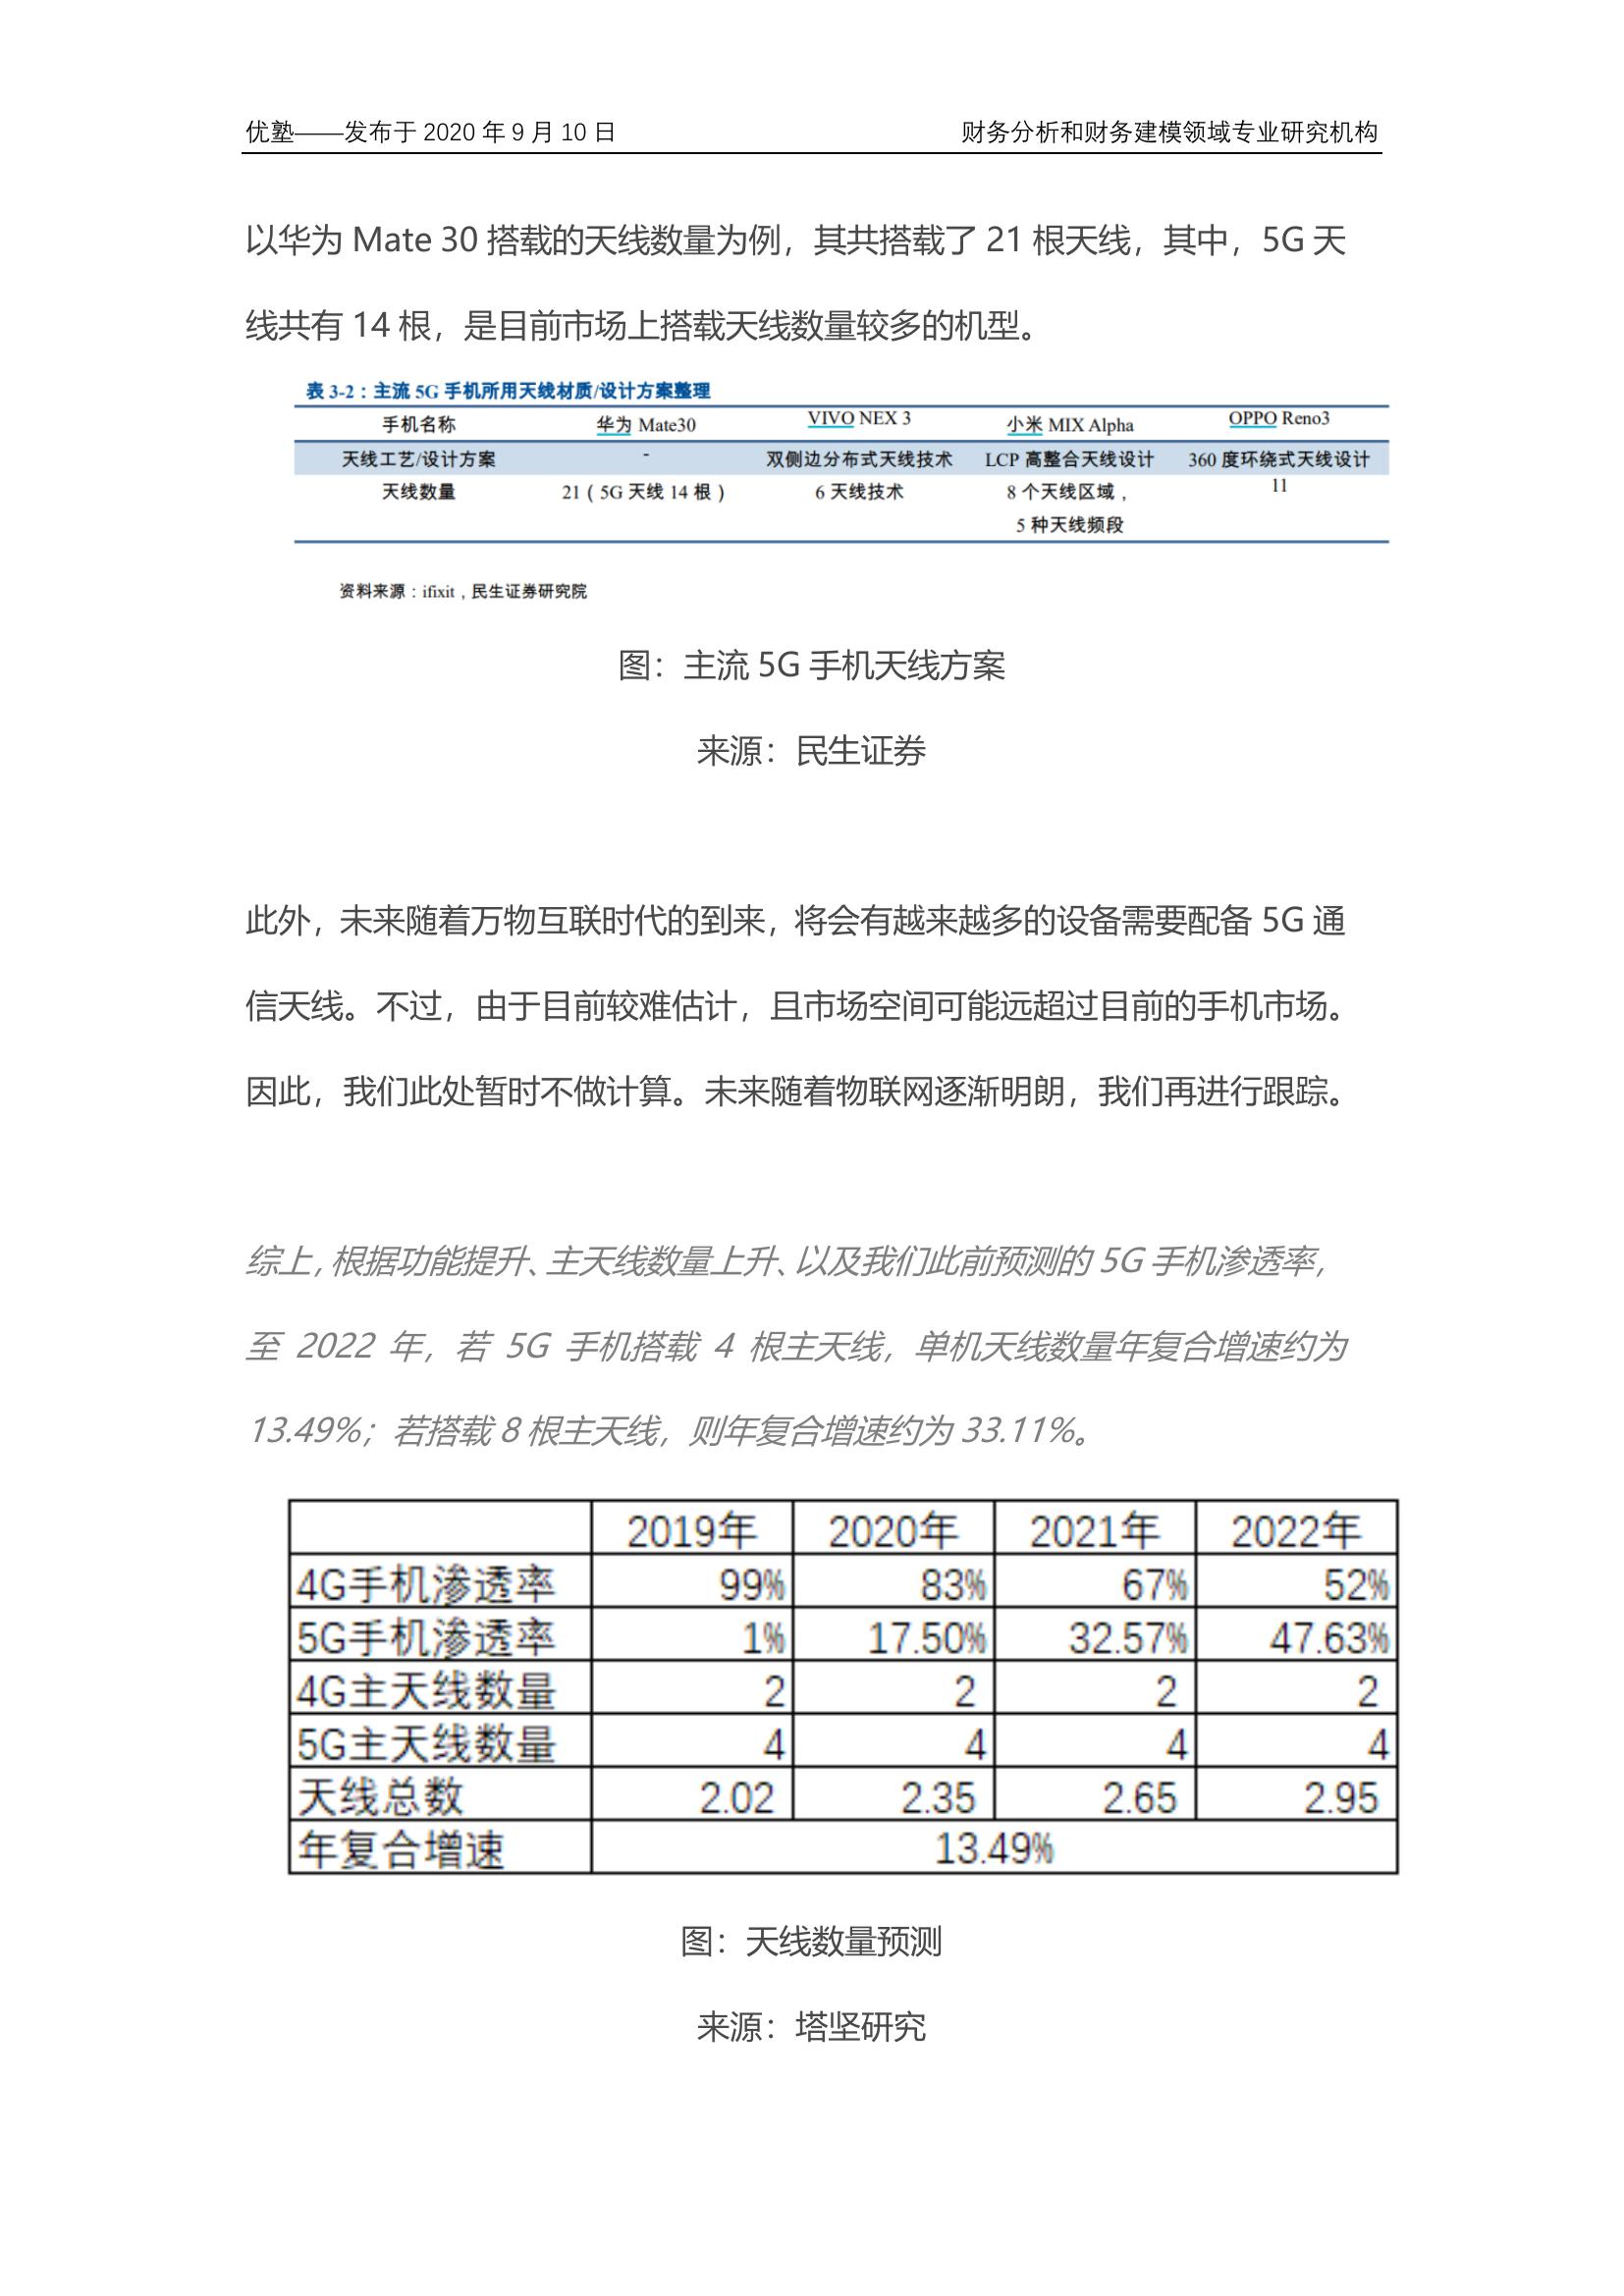 优塾——发布于 2020 年 9 月 10 日 财务分析和财务建模领域专业研究机构
以华为 Mate 30 搭载的天线数量为例，其共搭载了 21 根天线，其中，5G 天
线共有 14 根，是目前市场上搭载天线数量较多的机型。
表 3-2：主流 5G 手机所用天线材质/设计方案整理
手机名称 华为 Mate30 VIVO NEX 3 小米 MIX Alpha OPPO Reno3
天线工艺/设计方案 - 双侧边分布式天线技术 LCP 高整合天线设计 360 度环绕式天线设计
天线数量 21（5G 天线 14 根） 6 天线技术 8 个天线区域， 11
5 种天线频段
资料来源：ifixit，民生证券研究院
图：主流 5G 手机天线方案
来源：民生证券
此外，未来随着万物互联时代的到来，将会有越来越多的设备需要配备 5G 通
信天线。不过，由于目前较难估计，且市场空间可能远超过目前的手机市场。
因此，我们此处暂时不做计算。未来随着物联网逐渐明朗，我们再进行跟踪。
综上，根据功能提升、主天线数量上升、以及我们此前预测的 5G 手机渗透率，
至 2022 年，若 5G 手机搭载 4 根主天线，单机天线数量年复合增速约为
13.49%；若搭载 8 根主天线，则年复合增速约为 33.11%。
2019年 2020年 2021年 2022年
4G手机渗透率 99% 83% 67% 52%
5G手机渗透率 1% 17.50% 32.57% 47.63%
4G主天线数量 2 2 2 2
5G主天线数量 4 4 4 4
天线总数 2.02 2.35 2.65 2.95
年复合增速 13.49%
图：天线数量预测
来源：塔坚研究